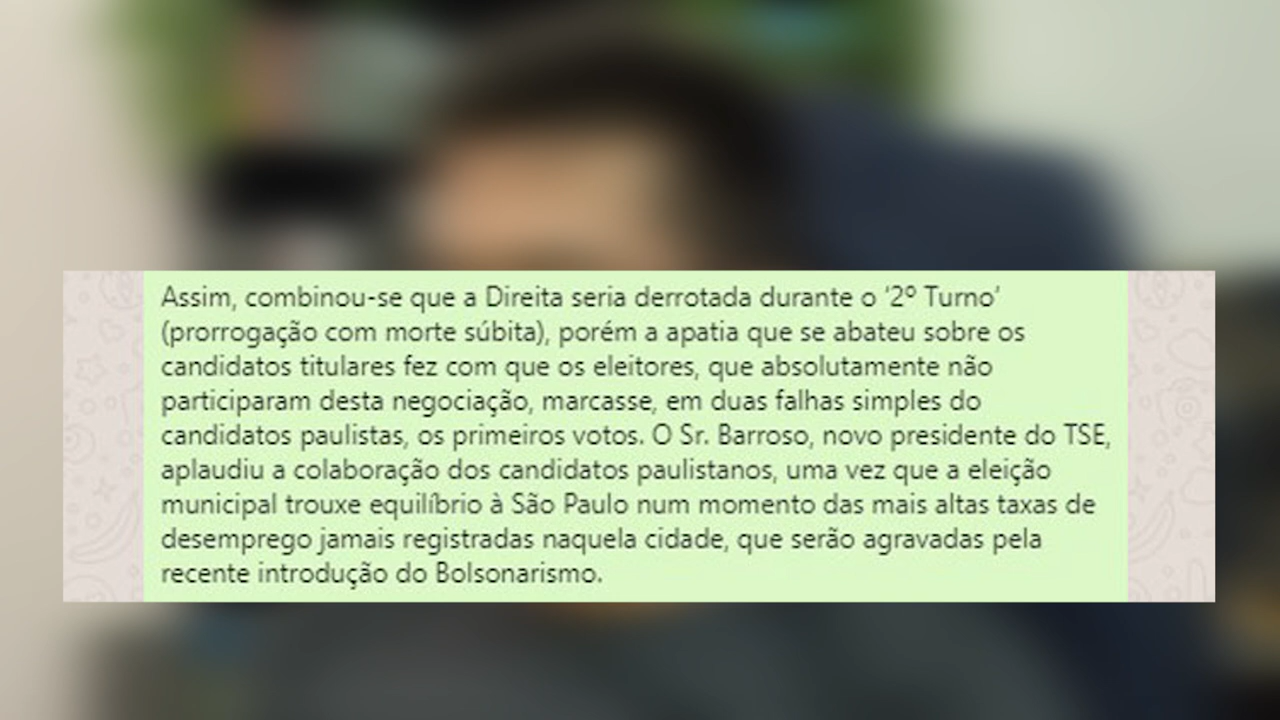 Assim, combinou-se que a Direita seria derrotada durante o ‘2º Turno’
(prorrogação com morte súbita), porém a apatia que se abateu sobre os
candidatos titulares fez com que os eleitores, que absolutamente não
participaram desta negociação, marcasse, em duas falhas simples do
candidatos paulistas, os primeiros votos. O Sr. Barroso, novo presidente do TSE,
aplaudiu a colaboração dos candidatos paulistanos, uma vez que a eleição
municipal trouxe equilíbrio à São Paulo num momento das mais altas taxas de
desemprego jamais registradas naquela cidade, que serão agravadas pela
recente introdução do Bolsonarismo.